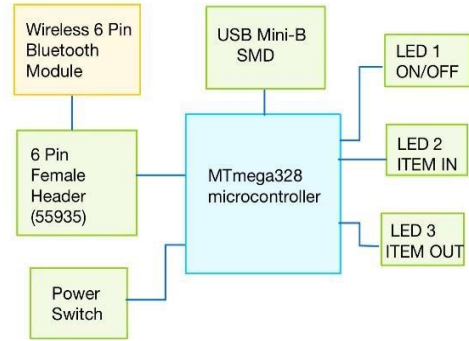 Wireless 6 Pin
Bluetooth
Module
USB Mini-B
SMD
LED 1
ON/OFF
6 Pin
Female
Header
(55935)
MTmega328
microcontroller
LED 2
ITEM IN
LED 3
ITEM OUT
Power
Switch